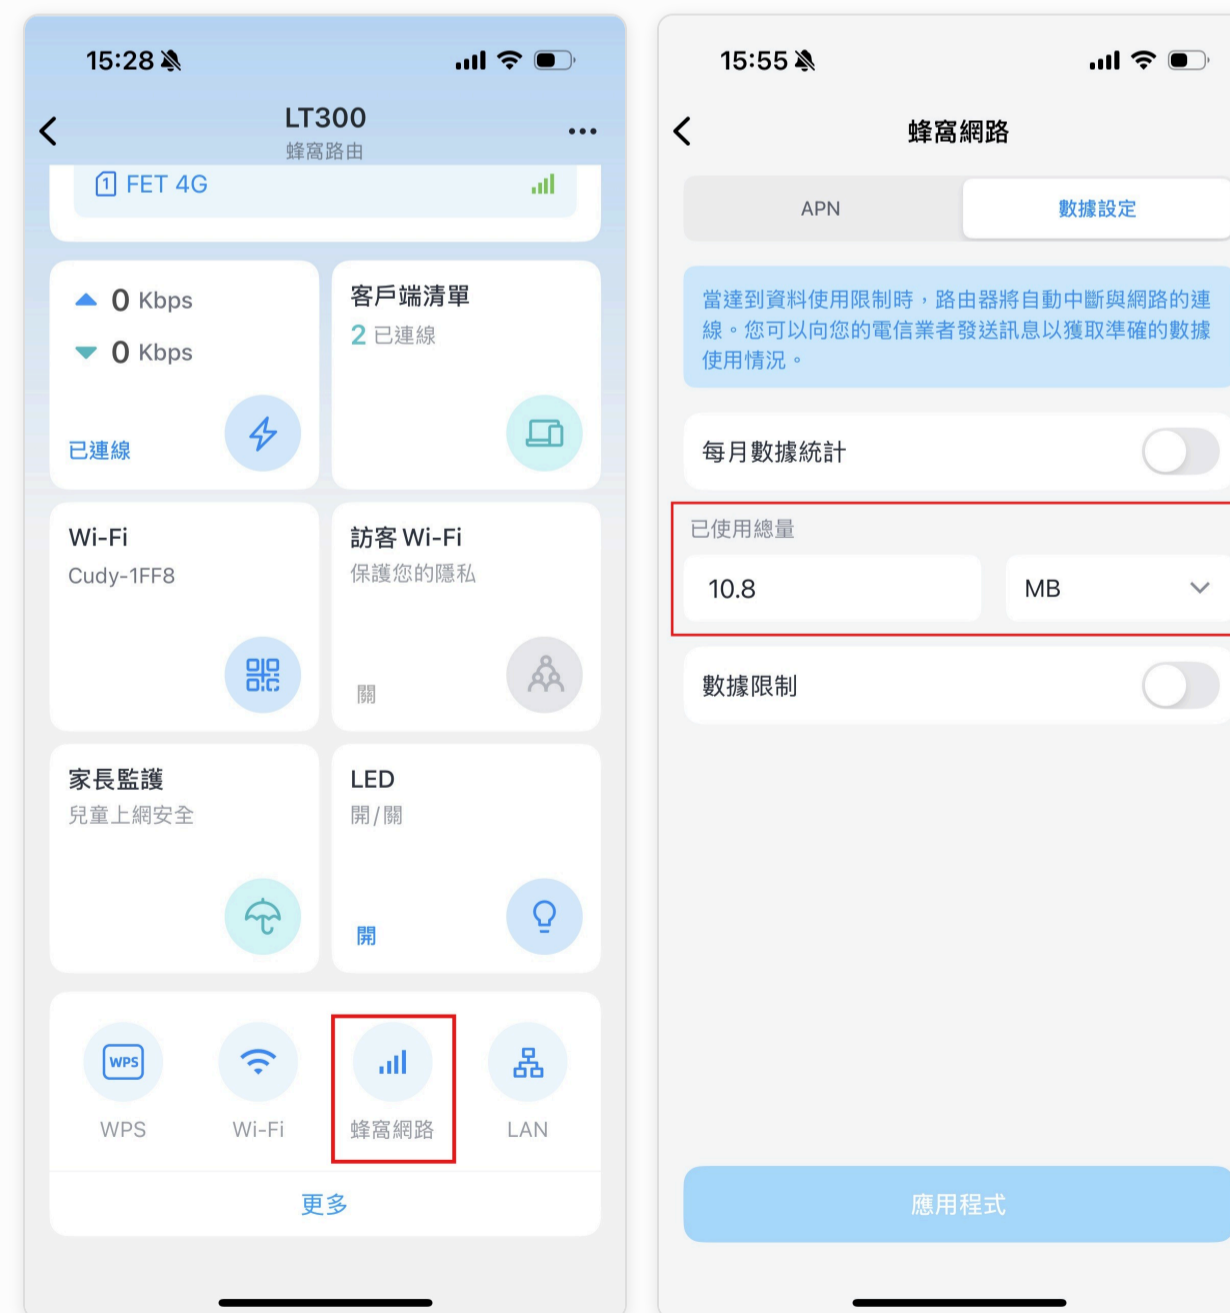 15:28
LT300
蜂窩路由
1 FET 4G
0 Kbps
0 Kbps
已連線
客戶端清單
2 已連線
Wi-Fi
Cudy-1FF8
訪客 Wi-Fi
保護您的隱私
關
家長監護
兒童上網安全
LED
開/關
開
WPS
WPS
Wi-Fi
蜂窩網路
LAN
更多
15:55
蜂窩網路
APN
數據設定
當達到資料使用限制時，路由器將自動中斷與網路的連
線。您可以向您的電信業者發送訊息以獲取準確的數據
使用情況。
每月數據統計
已使用總量
10.8
MB
數據限制
應用程式